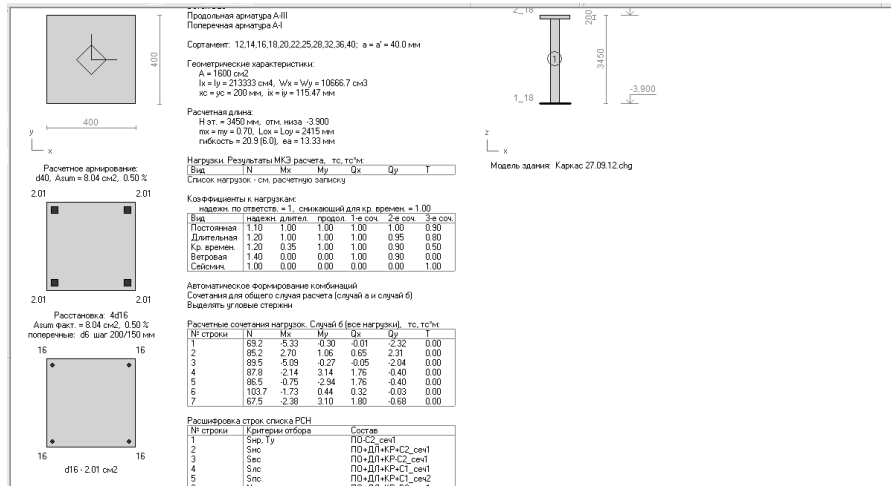 Продольная арматура A-III
Поперечная арматура A-I
Сортамент: 12,14,16,18,20,22,25,28,32,36,40; a = a' = 40.0 мм
Геометрические характеристики:
A = 1600 см2
Ix = Iy = 213333 см4, Wx = Wy = 10666.7 см3
xc = yc = 200 мм, ix = iy = 115.47 мм
400
400
y
x
Расчетная длина:
Н эт. = 3450 мм, отм. низа -3.900
mx = my = 0.70, Lox = Loy = 2415 мм
гибкость = 20.9 (6.0), ea = 13.33 мм
Нагрузки. Результаты МКЭ расчета, тс, тс*м:
Вид N Mx My Qx Qy T
Список нагрузок - см. расчетную записку
Коэффициенты к нагрузкам:
надежн. по ответств. = 1, снижающий для кр. времен. = 1.00
Вид надежн. длител. продол. 1-е соч. 2-е соч. 3-е соч.
Постоянная 1.10 1.00 1.00 1.00 1.00 0.90
Длительная 1.20 1.00 1.00 1.00 0.95 0.80
Кр. времен. 1.20 0.35 1.00 1.00 0.90 0.50
Ветровая 1.40 0.00 0.00 1.00 0.90 0.00
Сейсмич. 1.00 0.00 0.00 0.00 0.00 1.00
Автоматическое формирование комбинаций
Сочетания для общего случая расчета (случай а и случай б)
Выделять угловые стержни
Расчетные сочетания нагрузок. Случай б (все нагрузки), тс, тс*м:
№ строки N Mx My Qx Qy T
1 69.2 -5.33 -0.30 -0.01 -2.32 0.00
2 85.2 2.70 1.06 0.65 2.31 0.00
3 89.5 -5.09 -0.27 -0.05 -2.04 0.00
4 87.8 -2.14 3.14 1.76 -0.40 0.00
5 86.5 -0.75 -2.94 1.76 -0.40 0.00
6 103.7 -1.73 0.44 0.32 -0.03 0.00
7 67.5 -2.38 3.10 1.80 -0.68 0.00
Расшифровка строк списка РСН
№ строки Критерии отбора Состав
1 Sнр, Ty ПО-С2_сеч1
2 Sнс ПО+ДЛ+КР+С2_сеч1
3 Sвс ПО+ДЛ+КР-С2_сеч1
4 Sлс ПО+ДЛ+КР+С1_сеч1
5 Sпс ПО+ДЛ+КР+С1_сеч2
Расчетное армирование:
d40, Asum = 8.04 см2, 0.50 %
2.01 2.01
2.01 2.01
Расстановка: 4d16
Asum факт. = 8.04 см2, 0.50 %
поперечные: d6 шаг 200/150 мм
16 16
16 16
d16 - 2.01 см2
2_18
200
1
3450
1_18
-3,900
z
x
Модель здания: Каркас 27.09.12.chg